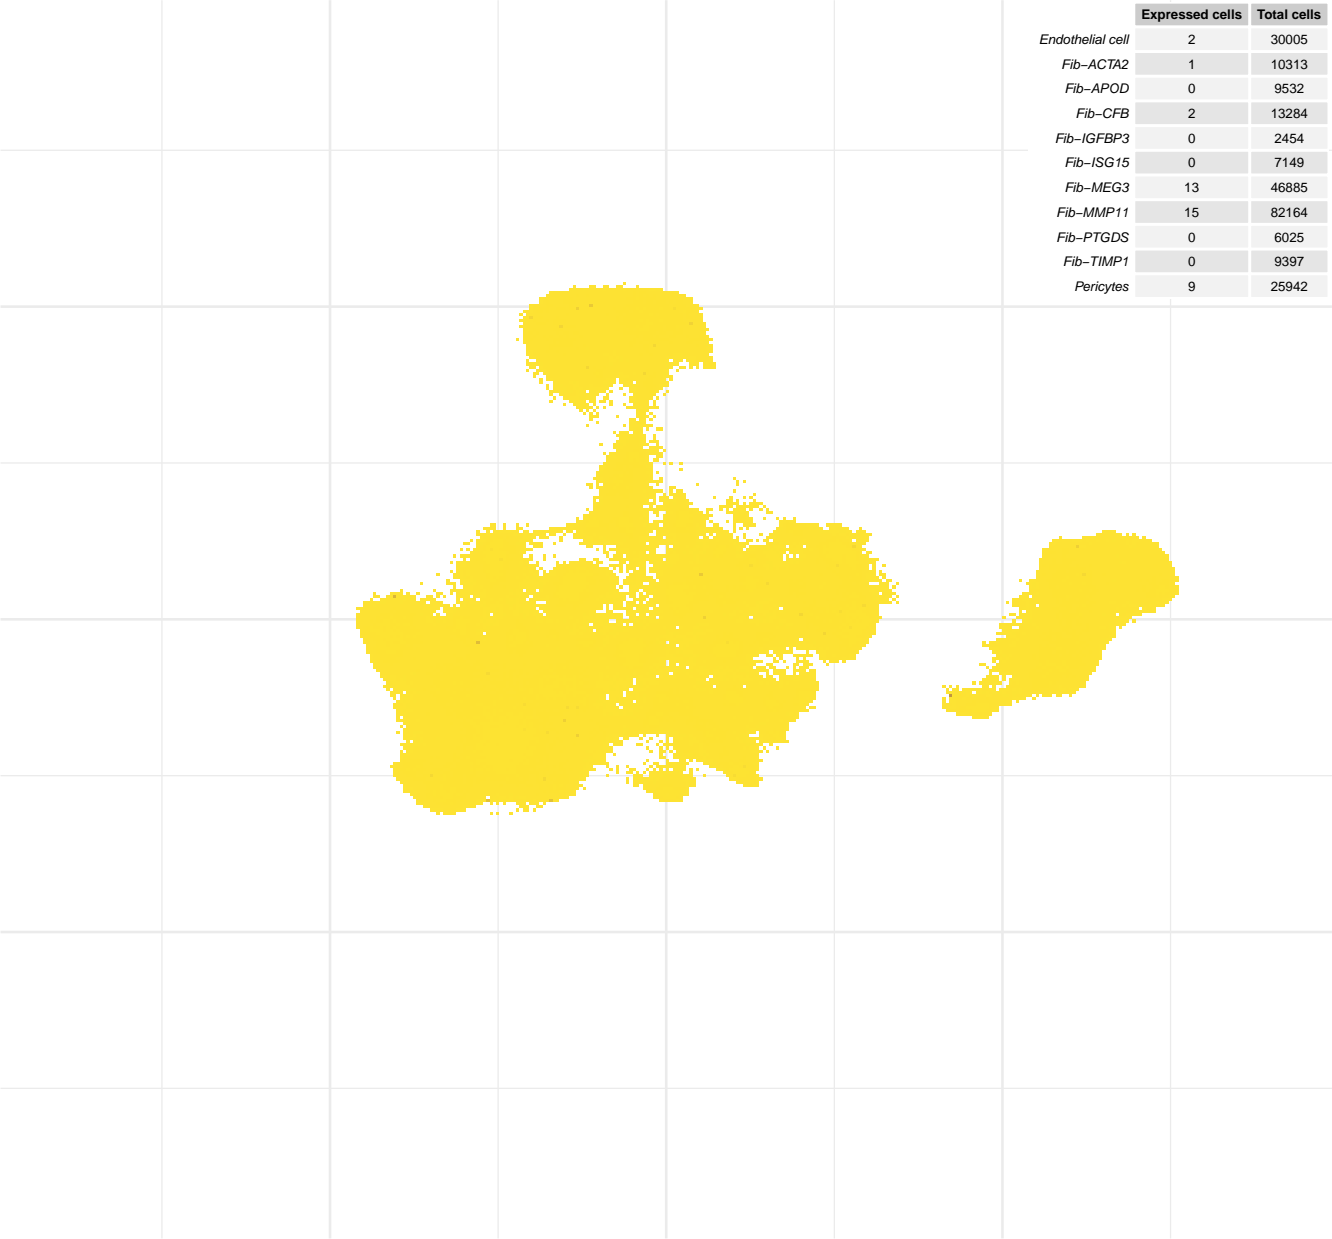 Expressed cells Total cells
Endothelial cell 2 30005
Fib−ACTA2 1 10313
Fib−APOD 0 9532
Fib−CFB 2 13284
Fib−IGFBP3 0 2454
Fib−ISG15 0 7149
Fib−MEG3 13 46885
Fib−MMP11 15 82164
Fib−PTGDS 0 6025
Fib−TIMP1 0 9397
Pericytes 9 25942